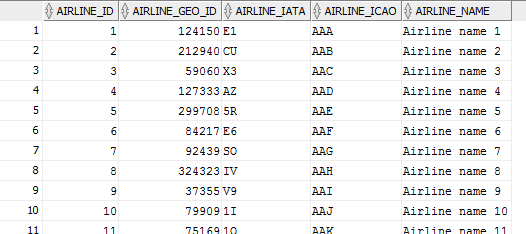 AIRLINE_ID AIRLINE_GEO_ID AIRLINE_IATA AIRLINE_ICAO AIRLINE_NAME
1 1 124150 E1 AAA Airline name 1
2 2 212940 CU AAB Airline name 2
3 3 59060 X3 AAC Airline name 3
4 4 127333 AZ AAD Airline name 4
5 5 299708 5R AAE Airline name 5
6 6 84217 E6 AAF Airline name 6
7 7 92439 SO AAG Airline name 7
8 8 324323 IV AAH Airline name 8
9 9 37355 V9 AAI Airline name 9
10 10 79909 1I AAJ Airline name 10
11 11 75169 1O AAK Airline name 11